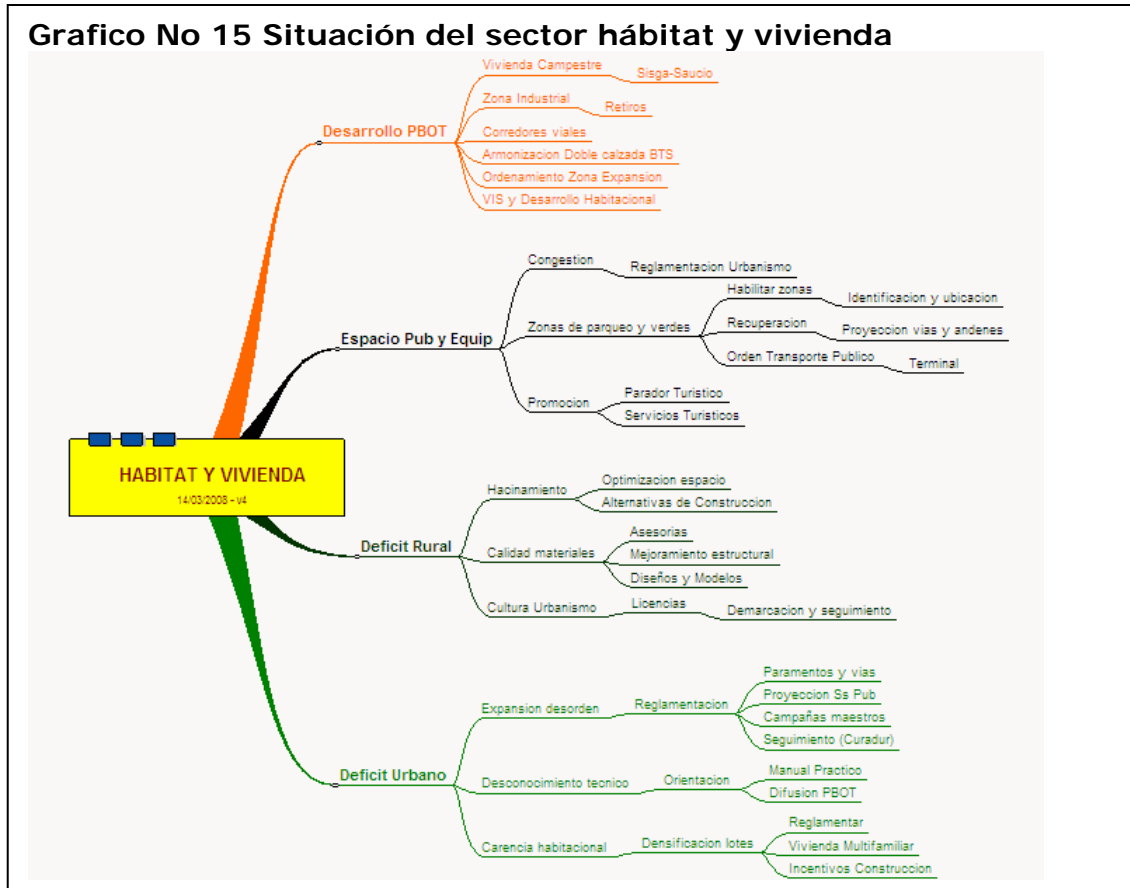 Grafico No 15 Situación del sector hábitat y vivienda
HABITAT Y VIVIENDA
14/03/2008 - v4
Desarrollo PBOT
Vivienda Campestre
Sisga-Saucio
Zona Industrial
Retiros
Corredores viales
Armonizacion Doble calzada BTS
Ordenamiento Zona Expansion
VIS y Desarrollo Habitacional
Espacio Pub y Equip
Congestion
Reglamentacion Urbanismo
Zonas de parqueo y verdes
Habilitar zonas
Identificacion y ubicacion
Recuperacion
Proyeccion vias y andenes
Orden Transporte Publico
Terminal
Promocion
Parador Turistico
Servicios Turisticos
Deficit Rural
Hacinamiento
Optimizacion espacio
Alternativas de Construccion
Calidad materiales
Asesorias
Mejoramiento estructural
Diseños y Modelos
Cultura Urbanismo
Licencias
Demarcacion y seguimiento
Deficit Urbano
Expansion desorden
Reglamentacion
Paramentos y vias
Proyeccion Ss Pub
Campañas maestros
Seguimiento (Curadur)
Desconocimiento tecnico
Orientacion
Manual Practico
Difusion PBOT
Carencia habitacional
Densificacion lotes
Reglamentar
Vivienda Multifamiliar
Incentivos Construccion